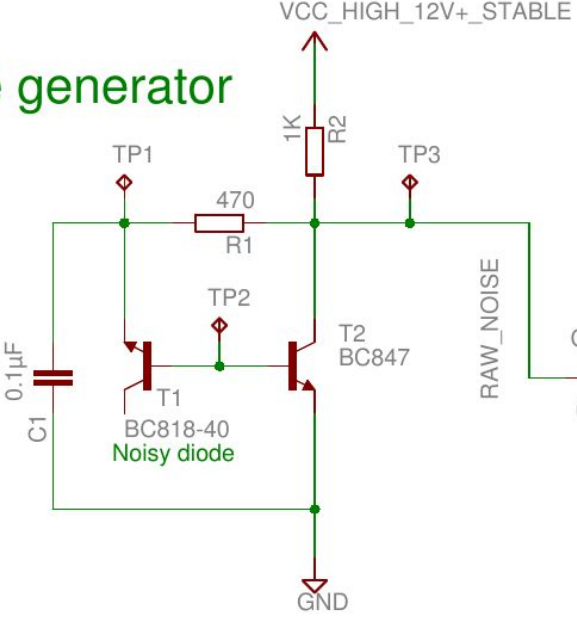 VCC_HIGH_12V+_STABLE
generator
1K
R2
TP1
TP3
470
R1
TP2
RAW_NOISE
T2
BC847
0.1µF
C1
T1
BC818-40
Noisy diode
GND